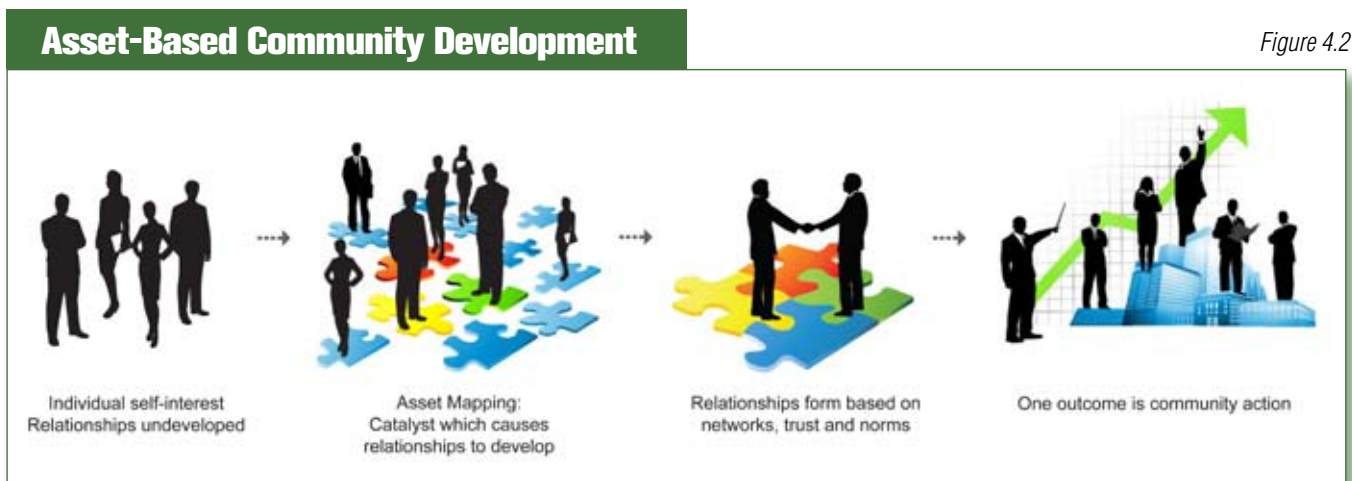 Asset-Based Community Development
Figure 4.2
Individual self-interest
Relationships undeveloped
Asset Mapping:
Catalyst which causes
relationships to develop
Relationships form based on
networks, trust and norms
One outcome is community action